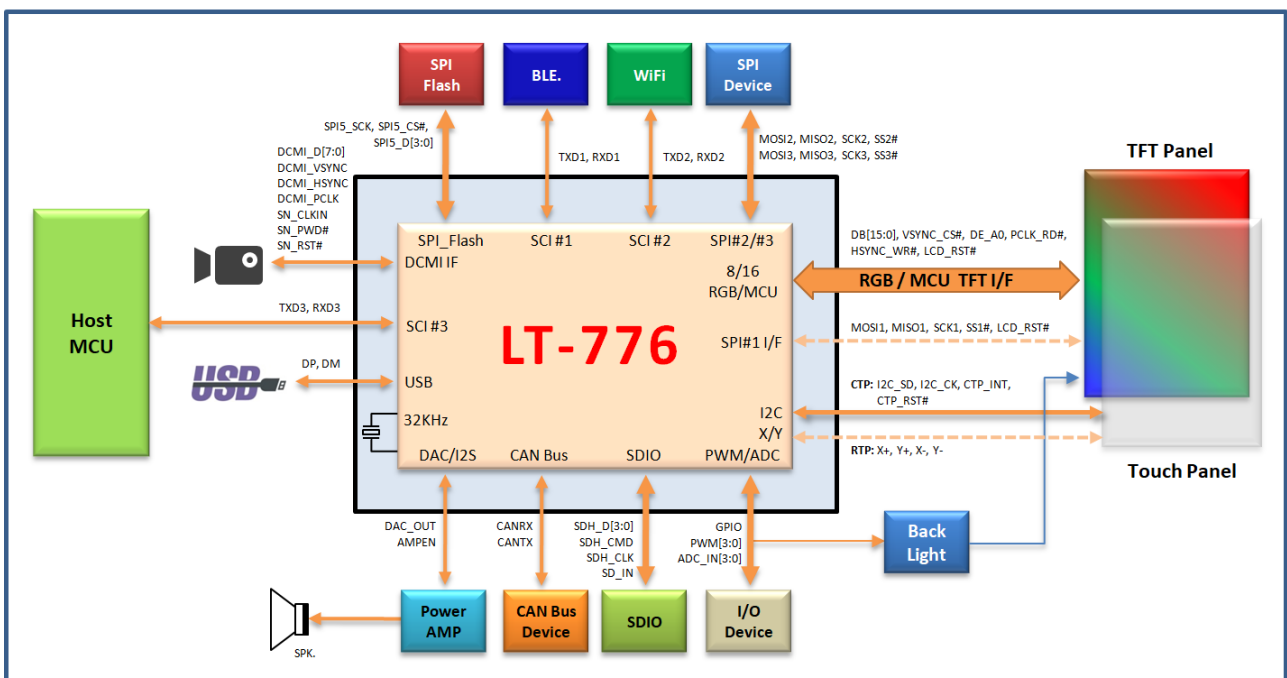 SPI
Flash
BLE.
WiFi
SPI
Device
SPI5_SCK, SPI5_CS#,
SPI5_D[3:0]
TXD1, RXD1
TXD2, RXD2
MOSI2, MISO2, SCK2, SS2#
MOSI3, MISO3, SCK3, SS3#
DCMI_D[7:0]
DCMI_VSYNC
DCMI_HSYNC
DCMI_PCLK
SN_CLKIN
SN_PWD#
SN_RST#
TFT Panel
Host
MCU
SPI_Flash
SCI #1
SCI #2
SPI#2/#3
DCMI IF
8/16
RGB/MCU
DB[15:0], VSYNC_CS#, DE_A0, PCLK_RD#,
HSYNC_WR#, LCD_RST#
RGB / MCU TFT I/F
TXD3, RXD3
SCI #3
LT-776
SPI#1 I/F
MOSI1, MISO1, SCK1, SS1#, LCD_RST#
USB
DP, DM
USB
CTP: I2C_SD, I2C_CK, CTP_INT,
CTP_RST#
32KHz
I2C
X/Y
RTP: X+, Y+, X-, Y-
DAC/I2S
CAN Bus
SDIO
PWM/ADC
Touch Panel
DAC_OUT
AMPEN
CANRX
CANTX
SDH_D[3:0]
SDH_CMD
SDH_CLK
SD_IN
GPIO
PWM[3:0]
ADC_IN[3:0]
Back
Light
SPK.
Power
AMP
CAN Bus
Device
SDIO
I/O
Device